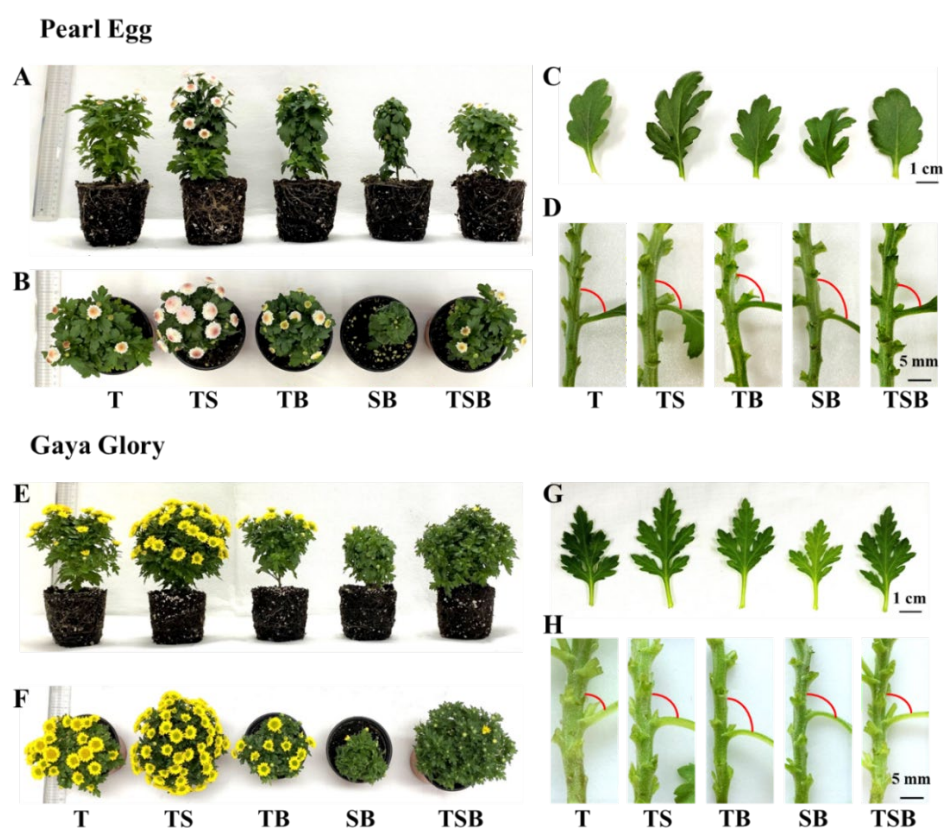 Pearl Egg
A
C
1 cm
B
D
5 mm
T TS TB SB TSB
T TS TB SB TSB
Gaya Glory
E
G
1 cm
F
H
5 mm
T TS TB SB TSB
T TS TB SB TSB